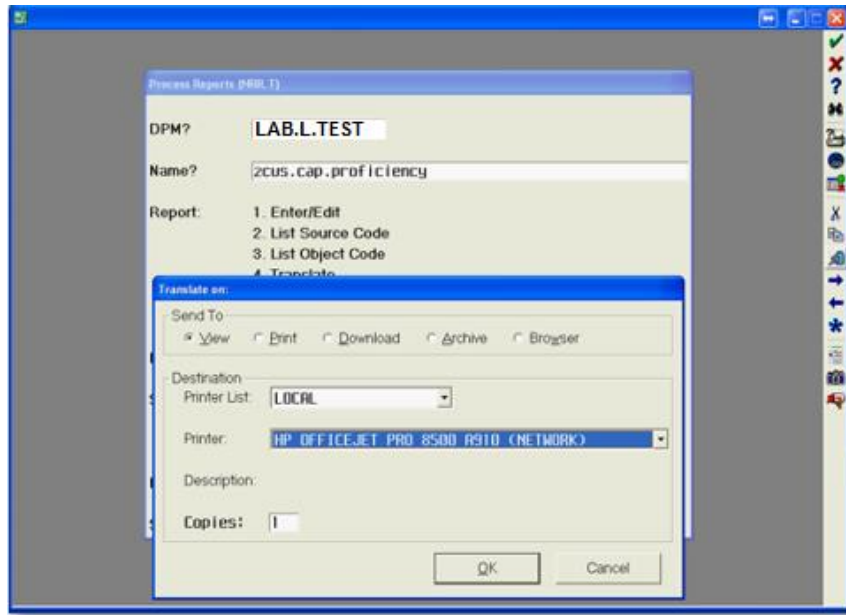 Process Reports (NRR.T)
DPM? LAB.L.TEST
Name? zcus.cap.proficiency
Report: 1. Enter/Edit
2. List Source Code
3. List Object Code
4. Translate
Translate on:
Send To
View Print Download Archive Browser
Destination
Printer List: LOCAL
Printer: HP OFFICEJET PRO 8500 A910 (NETWORK)
Description:
Copies: 1
OK Cancel